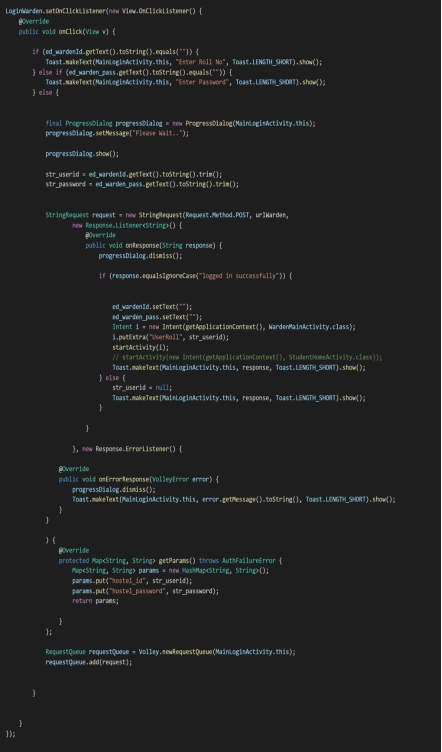 LoginWarden.setOnClickListener(new View.OnClickListener() {
@Override
public void onClick(View v) {
if (ed_wardenId.getText().toString().equals("")) {
Toast.makeText(MainLoginActivity.this, "Enter Roll No", Toast.LENGTH_SHORT).show();
} else if (ed_warden_pass.getText().toString().equals("")) {
Toast.makeText(MainLoginActivity.this, "Enter Password", Toast.LENGTH_SHORT).show();
} else {
final ProgressDialog progressDialog = new ProgressDialog(MainLoginActivity.this);
progressDialog.setMessage("Please Wait..");
progressDialog.show();
str_userid = ed_wardenId.getText().toString().trim();
str_password = ed_warden_pass.getText().toString().trim();
StringRequest request = new StringRequest(Request.Method.POST, urlWarden,
new Response.Listener<String>() {
@Override
public void onResponse(String response) {
progressDialog.dismiss();
if (response.equalsIgnoreCase("logged in successfully")) {
ed_wardenId.setText("");
ed_warden_pass.setText("");
Intent i = new Intent(getApplicationContext(), WardenMainActivity.class);
i.putExtra("UserRoll", str_userid);
startActivity(i);
// startActivity(new Intent(getApplicationContext(), StudentHomeActivity.class));
Toast.makeText(MainLoginActivity.this, response, Toast.LENGTH_SHORT).show();
} else {
str_userid = null;
Toast.makeText(MainLoginActivity.this, response, Toast.LENGTH_SHORT).show();
}
}
}, new Response.ErrorListener() {
@Override
public void onErrorResponse(VolleyError error) {
progressDialog.dismiss();
Toast.makeText(MainLoginActivity.this, error.getMessage().toString(), Toast.LENGTH_SHORT).show();
}
}
) {
@Override
protected Map<String, String> getParams() throws AuthFailureError {
Map<String, String> params = new HashMap<String, String>();
params.put("hostel_id", str_userid);
params.put("hostel_password", str_password);
return params;
}
};
RequestQueue requestQueue = Volley.newRequestQueue(MainLoginActivity.this);
requestQueue.add(request);
}
}
});